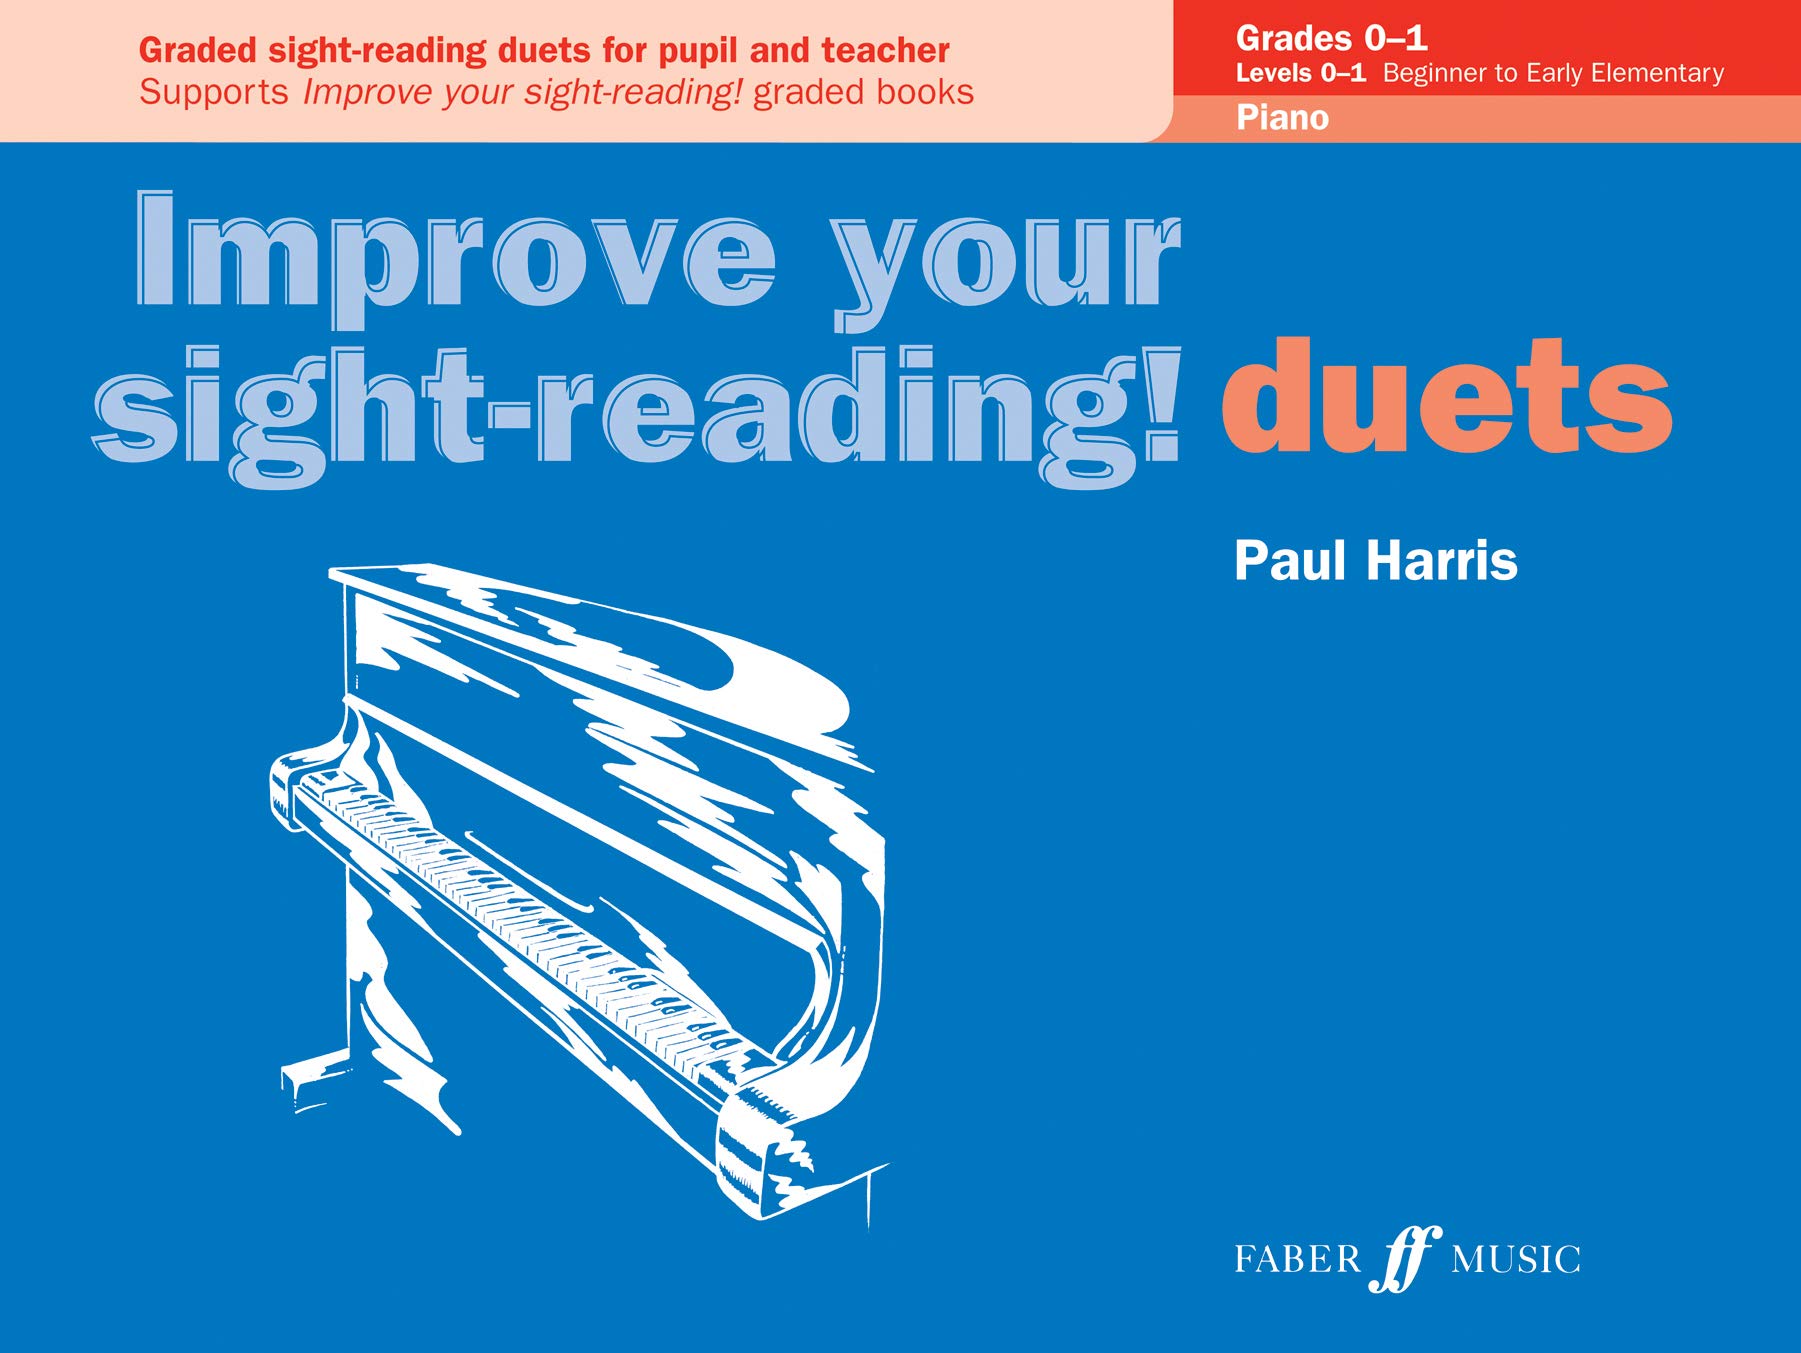 Graded sight-reading duets for pupil and teacher
Supports Improve your sight-reading! graded books
Grades 0–1
Levels 0–1 Beginner to Early Elementary
Piano
Improve your
sight-reading! duets
Paul Harris
FABER ff MUSIC